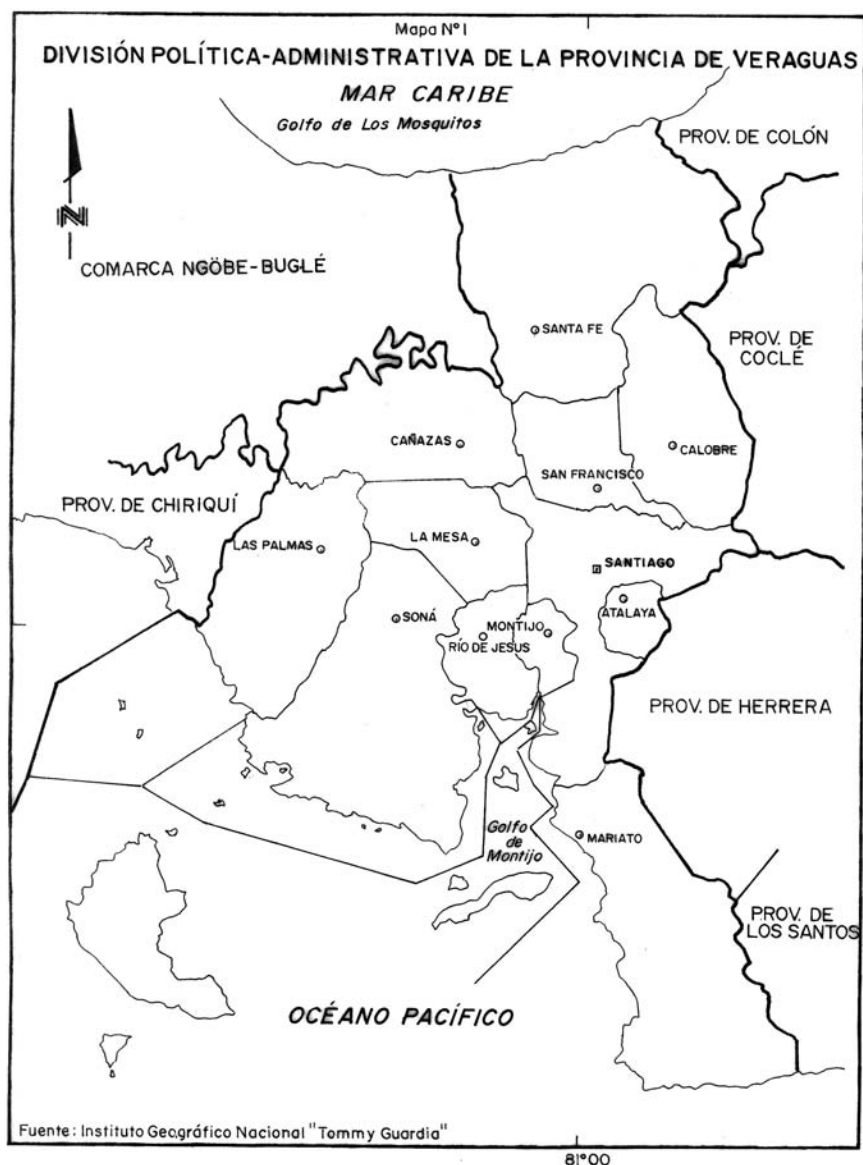 Mapa Nº 1
DIVISIÓN POLÍTICA-ADMINISTRATIVA DE LA PROVINCIA DE VERAGUAS
MAR CARIBE
Golfo de Los Mosquitos
PROV. DE COLÓN
N
COMARCA NGÖBE-BUGLÉ
SANTA FE
PROV. DE
COCLÉ
CAÑAZAS
CALOBRE
SAN FRANCISCO
PROV. DE CHIRIQUÍ
LAS PALMAS
LA MESA
SANTIAGO
ATALAYA
SONÁ
MONTIJO
RÍO DE JESUS
PROV. DE HERRERA
Golfo
de
Montijo
MARIATO
PROV. DE
LOS SANTOS
OCÉANO PACÍFICO
Fuente: Instituto Geográfico Nacional "Tommy Guardia"
81°00